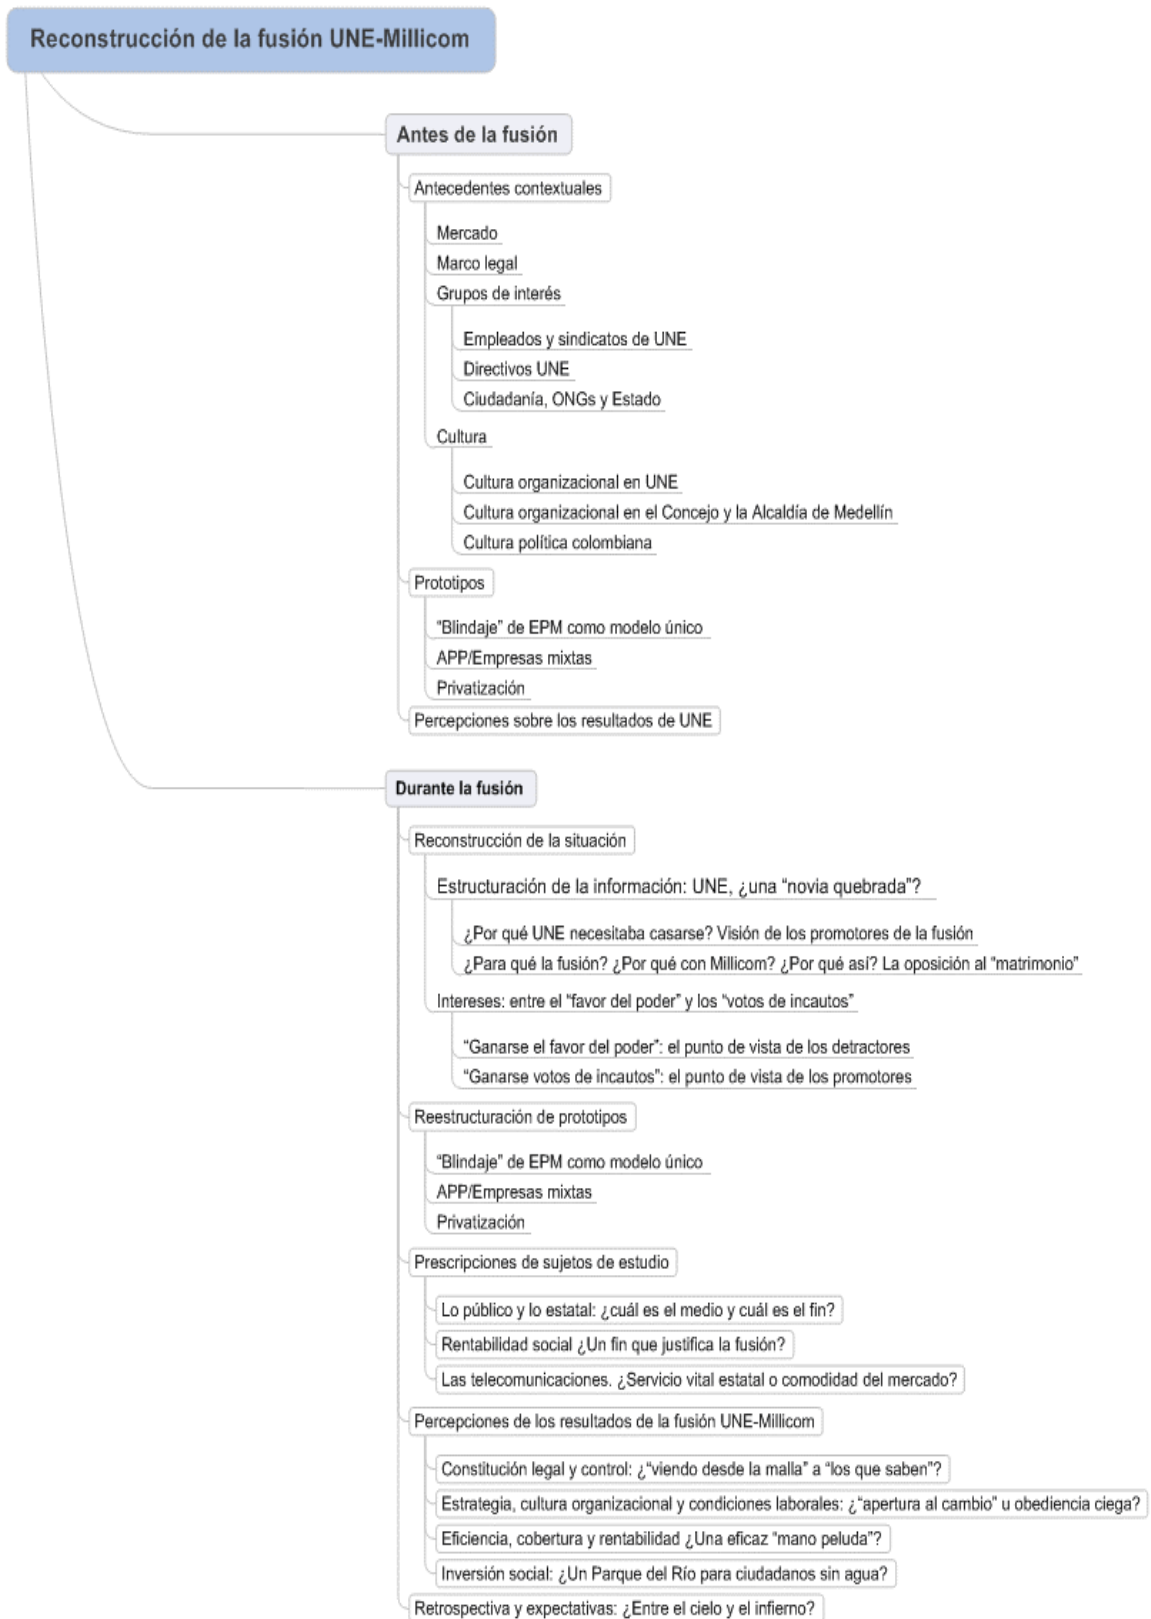 Reconstrucción de la fusión UNE-Millicom
Antes de la fusión
Antecedentes contextuales
Mercado
Marco legal
Grupos de interés
Empleados y sindicatos de UNE
Directivos UNE
Ciudadanía, ONGs y Estado
Cultura
Cultura organizacional en UNE
Cultura organizacional en el Concejo y la Alcaldía de Medellín
Cultura política colombiana
Prototipos
“Blindaje” de EPM como modelo único
APP/Empresas mixtas
Privatización
Percepciones sobre los resultados de UNE
Durante la fusión
Reconstrucción de la situación
Estructuración de la información: UNE, ¿una “novia quebrada”?
¿Por qué UNE necesitaba casarse? Visión de los promotores de la fusión
¿Para qué la fusión? ¿Por qué con Millicom? ¿Por qué así? La oposición al “matrimonio”
Intereses: entre el “favor del poder” y los “votos de incautos”
“Ganarse el favor del poder”: el punto de vista de los detractores
“Ganarse votos de incautos”: el punto de vista de los promotores
Reestructuración de prototipos
“Blindaje” de EPM como modelo único
APP/Empresas mixtas
Privatización
Prescripciones de sujetos de estudio
Lo público y lo estatal: ¿cuál es el medio y cuál es el fin?
Rentabilidad social ¿Un fin que justifica la fusión?
Las telecomunicaciones. ¿Servicio vital estatal o comodidad del mercado?
Percepciones de los resultados de la fusión UNE-Millicom
Constitución legal y control: ¿“viendo desde la malla” a “los que saben”?
Estrategia, cultura organizacional y condiciones laborales: ¿“apertura al cambio” u obediencia ciega?
Eficiencia, cobertura y rentabilidad ¿Una eficaz “mano peluda”?
Inversión social: ¿Un Parque del Río para ciudadanos sin agua?
Retrospectiva y expectativas: ¿Entre el cielo y el infierno?